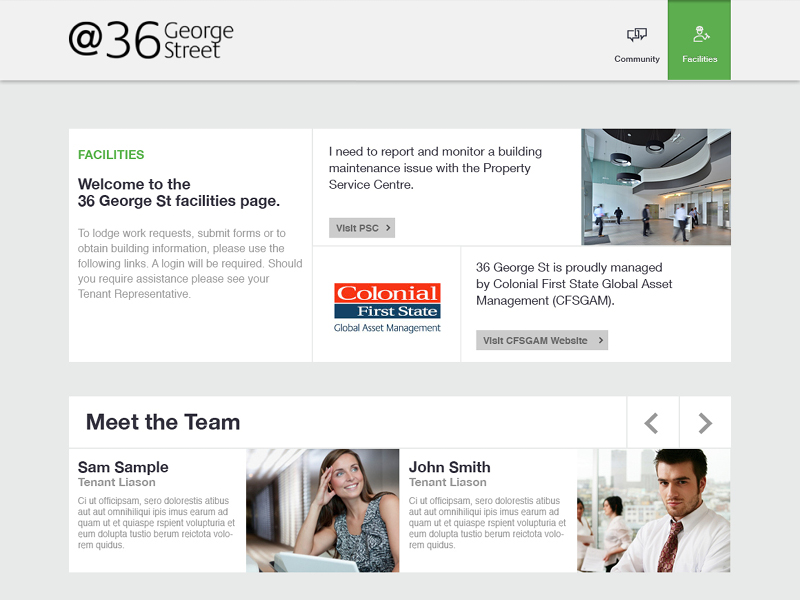 @36 George
Street
Community
Facilities
FACILITIES
Welcome to the
36 George St facilities page.
To lodge work requests, submit forms or to
obtain building information, please use the
following links. A login will be required. Should
you require assistance please see your
Tenant Representative.
I need to report and monitor a building
maintenance issue with the Property
Service Centre.
Visit PSC
Colonial
First State
Global Asset Management
36 George St is proudly managed
by Colonial First State Global Asset
Management (CFSGAM).
Visit CFSGAM Website
Meet the Team
Sam Sample
Tenant Liason
Ci ut officipsam, sero dolorestis atibus
aut aut omnihiliqui ipis imus earum ad
quam ut et quiaspe rspient volupturia et
eum dolupta tustio berum reictota volo-
rem quidus.
John Smith
Tenant Liason
Ci ut officipsam, sero dolorestis atibus
aut aut omnihiliqui ipis imus earum ad
quam ut et quiaspe rspient volupturia et
eum dolupta tustio berum reictota volo-
rem quidus.